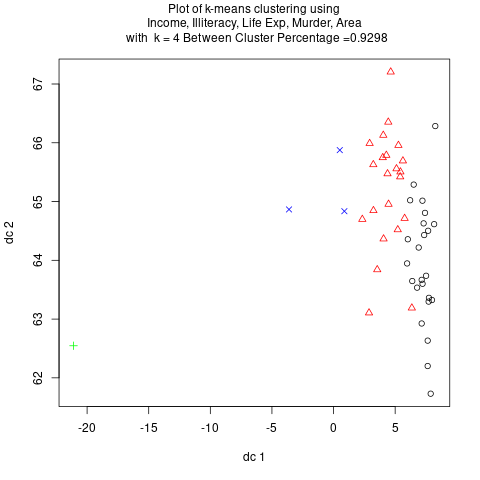 Plot of k-means clustering using
Income, Illiteracy, Life Exp, Murder, Area
with  k = 4 Between Cluster Percentage =0.9298
67
66
65
64
63
62
dc 2
-20
-15
-10
-5
0
5
dc 1